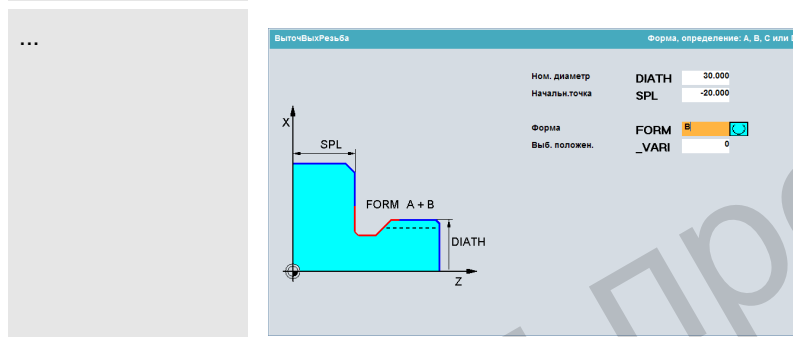 ...
ВыточВыхРезьба Форма, определение: А, В, С или
Ном. диаметр DIATH 30.000
Начальн.точка SPL -20.000
Форма FORM B
Выб. положен. _VARI 0
X
SPL
FORM A + B
DIATH
Z